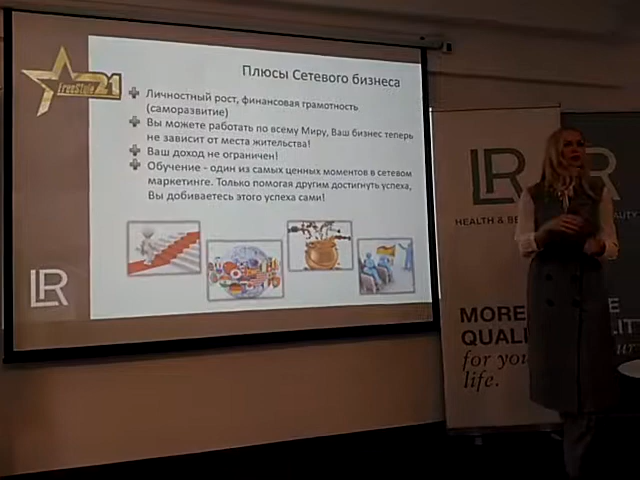 FreeStyle 21
Плюсы Сетевого бизнеса
Личностный рост, финансовая грамотность
(саморазвитие)
Вы можете работать по всему Миру, Ваш бизнес теперь
не зависит от места жительства!
Ваш доход не ограничен!
Обучение - один из самых ценных моментов в сетевом
маркетинге. Только помогая другим достигнуть успеха,
Вы добиваетесь этого успеха сами!
LR
LR
HEALTH & BE
MORE
QUALI
for you
life.
R